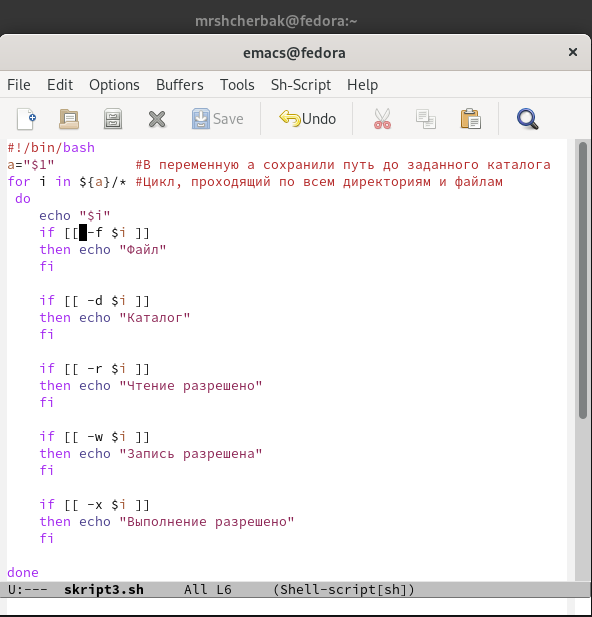 mrshcherbak@fedora:~
emacs@fedora ×
File Edit Options Buffers Tools Sh-Script Help
Save Undo
#!/bin/bash
a="$1" #В переменную а сохранили путь до заданного каталога
for i in ${a}/* #Цикл, проходящий по всем директориям и файлам
 do
    echo "$i"
    if [[ -f $i ]]
    then echo "Файл"
    fi

    if [[ -d $i ]]
    then echo "Каталог"
    fi

    if [[ -r $i ]]
    then echo "Чтение разрешено"
    fi

    if [[ -w $i ]]
    then echo "Запись разрешена"
    fi

    if [[ -x $i ]]
    then echo "Выполнение разрешено"
    fi

done
U:--- skript3.sh All L6 (Shell-script[sh])